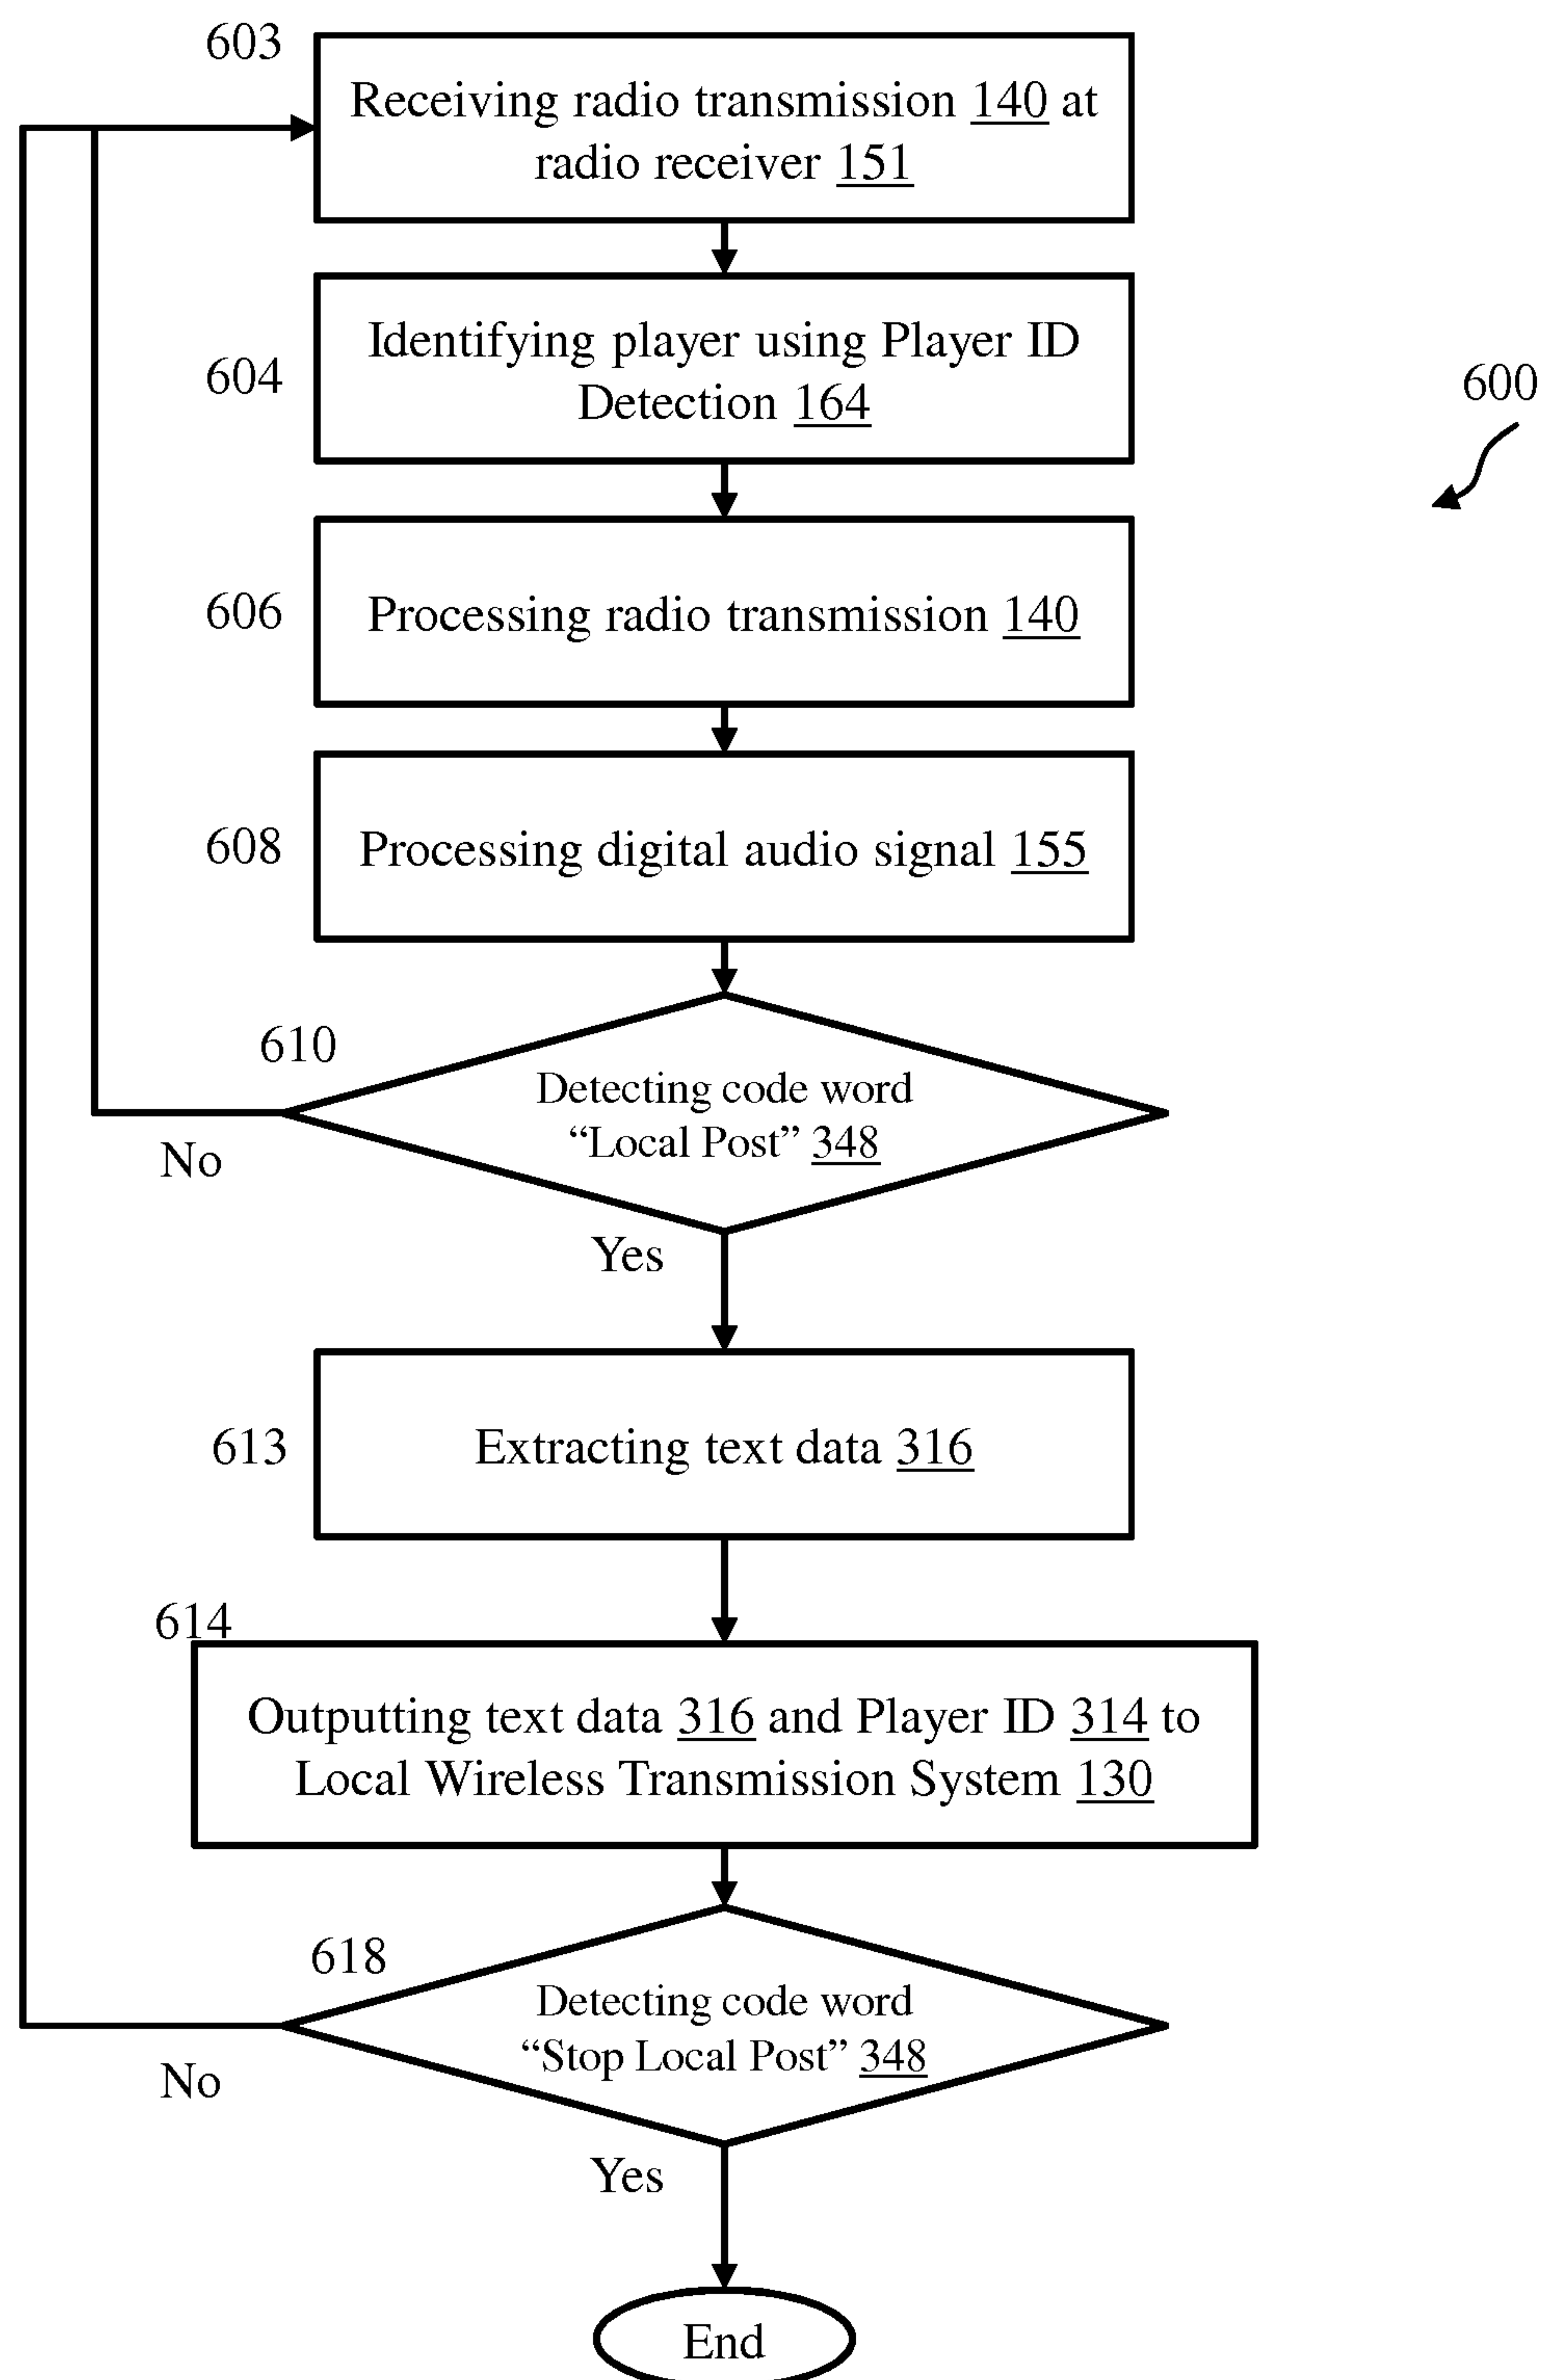 603
Receiving radio transmission 140 at
radio receiver 151
604
Identifying player using Player ID
Detection 164
600
606
Processing radio transmission 140
608
Processing digital audio signal 155
610
Detecting code word
“Local Post” 348
No
Yes
613
Extracting text data 316
614
Outputting text data 316 and Player ID 314 to
Local Wireless Transmission System 130
618
Detecting code word
“Stop Local Post” 348
No
Yes
End